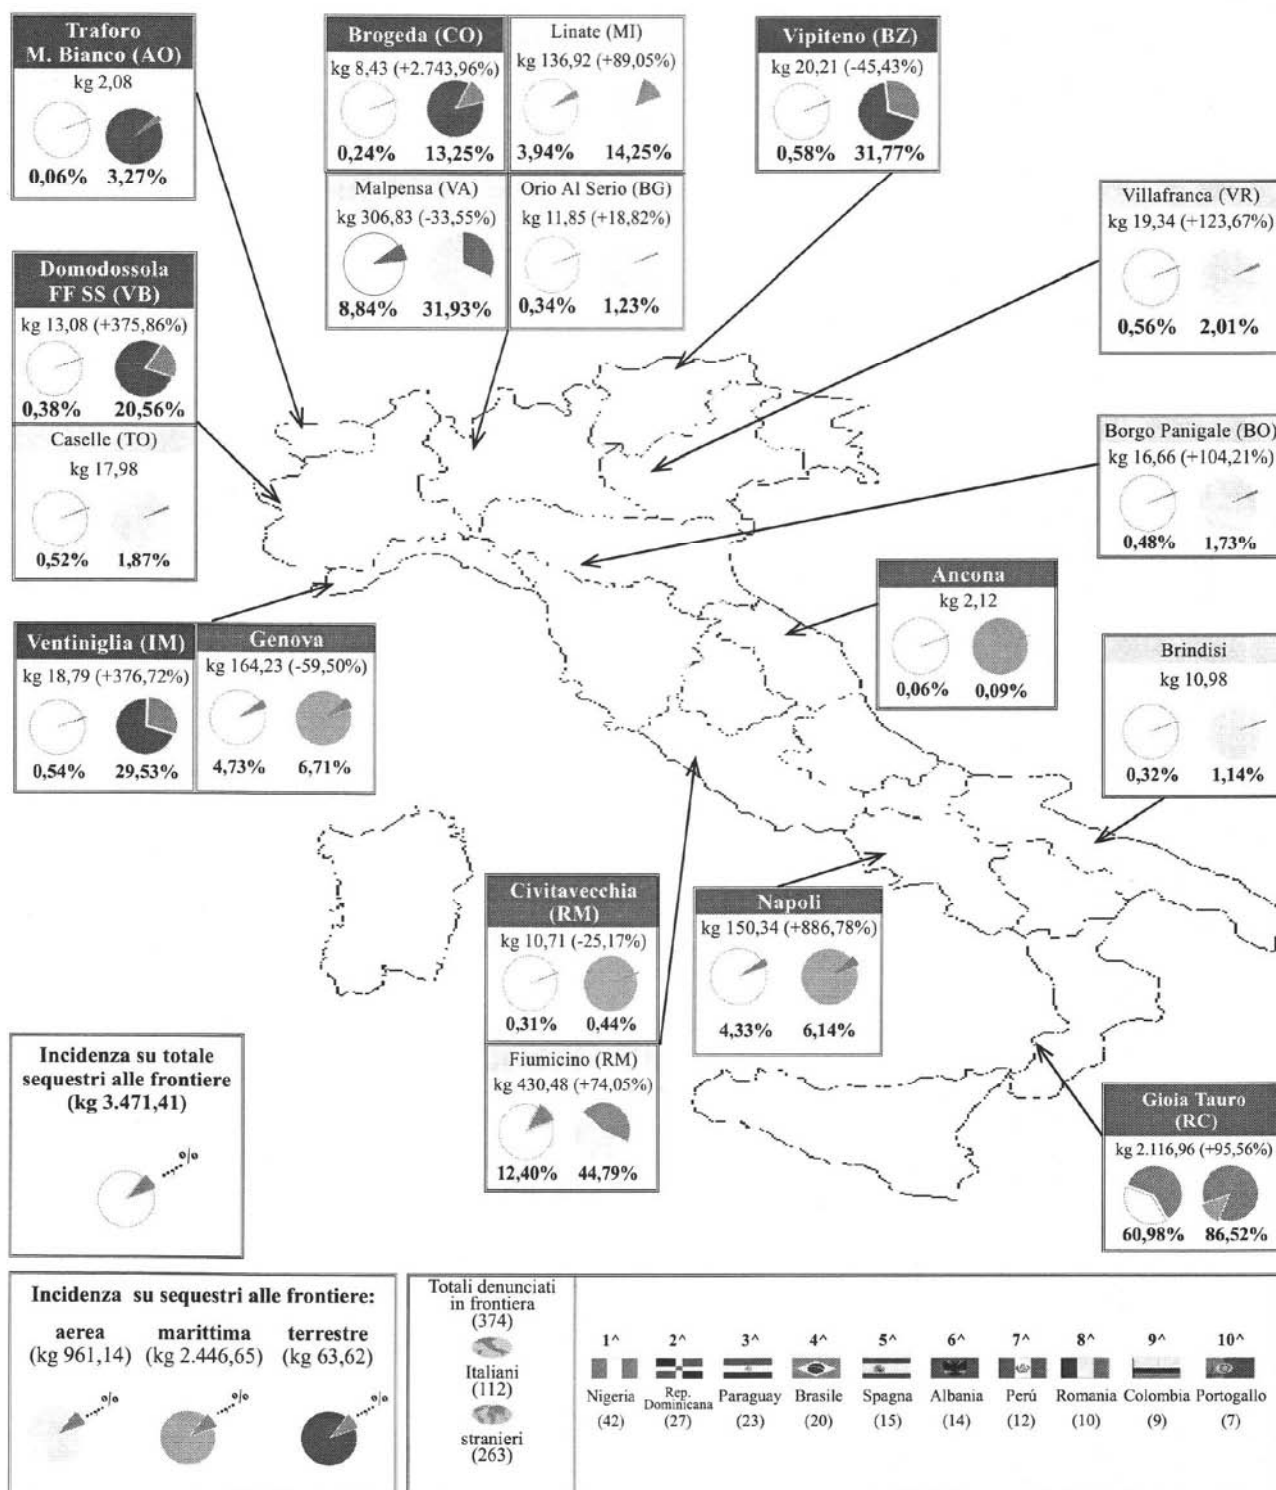 Traforo
M. Bianco (AO)
kg 2,08
0,06% 3,27%
Brogeda (CO)
kg 8,43 (+2.743,96%)
0,24% 13,25%
Linate (MI)
kg 136,92 (+89,05%)
3,94% 14,25%
Malpensa (VA)
kg 306,83 (-33,55%)
8,84% 31,93%
Orio Al Serio (BG)
kg 11,85 (+18,82%)
0,34% 1,23%
Vipiteno (BZ)
kg 20,21 (-45,43%)
0,58% 31,77%
Villafranca (VR)
kg 19,34 (+123,67%)
0,56% 2,01%
Domodossola
FF SS (VB)
kg 13,08 (+375,86%)
0,38% 20,56%
Caselle (TO)
kg 17,98
0,52% 1,87%
Borgo Panigale (BO)
kg 16,66 (+104,21%)
0,48% 1,73%
Ancona
kg 2,12
0,06% 0,09%
Ventiniglia (IM)
kg 18,79 (+376,72%)
0,54% 29,53%
Genova
kg 164,23 (-59,50%)
4,73% 6,71%
Brindisi
kg 10,98
0,32% 1,14%
Civitavecchia
(RM)
kg 10,71 (-25,17%)
0,31% 0,44%
Fiumicino (RM)
kg 430,48 (+74,05%)
12,40% 44,79%
Napoli
kg 150,34 (+886,78%)
4,33% 6,14%
Gioia Tauro
(RC)
kg 2.116,96 (+95,56%)
60,98% 86,52%
Incidenza su totale
sequestri alle frontiere
(kg 3.471,41)
%
Incidenza su sequestri alle frontiere:
aerea marittima terrestre
(kg 961,14) (kg 2.446,65) (kg 63,62)
% % %
Totali denunciati
in frontiera
(374)
Italiani
(112)
stranieri
(263)
1^ 2^ 3^ 4^ 5^ 6^ 7^ 8^ 9^ 10^
Nigeria Rep. Dominicana Paraguay Brasile Spagna Albania Perú Romania Colombia Portogallo
(42) (27) (23) (20) (15) (14) (12) (10) (9) (7)